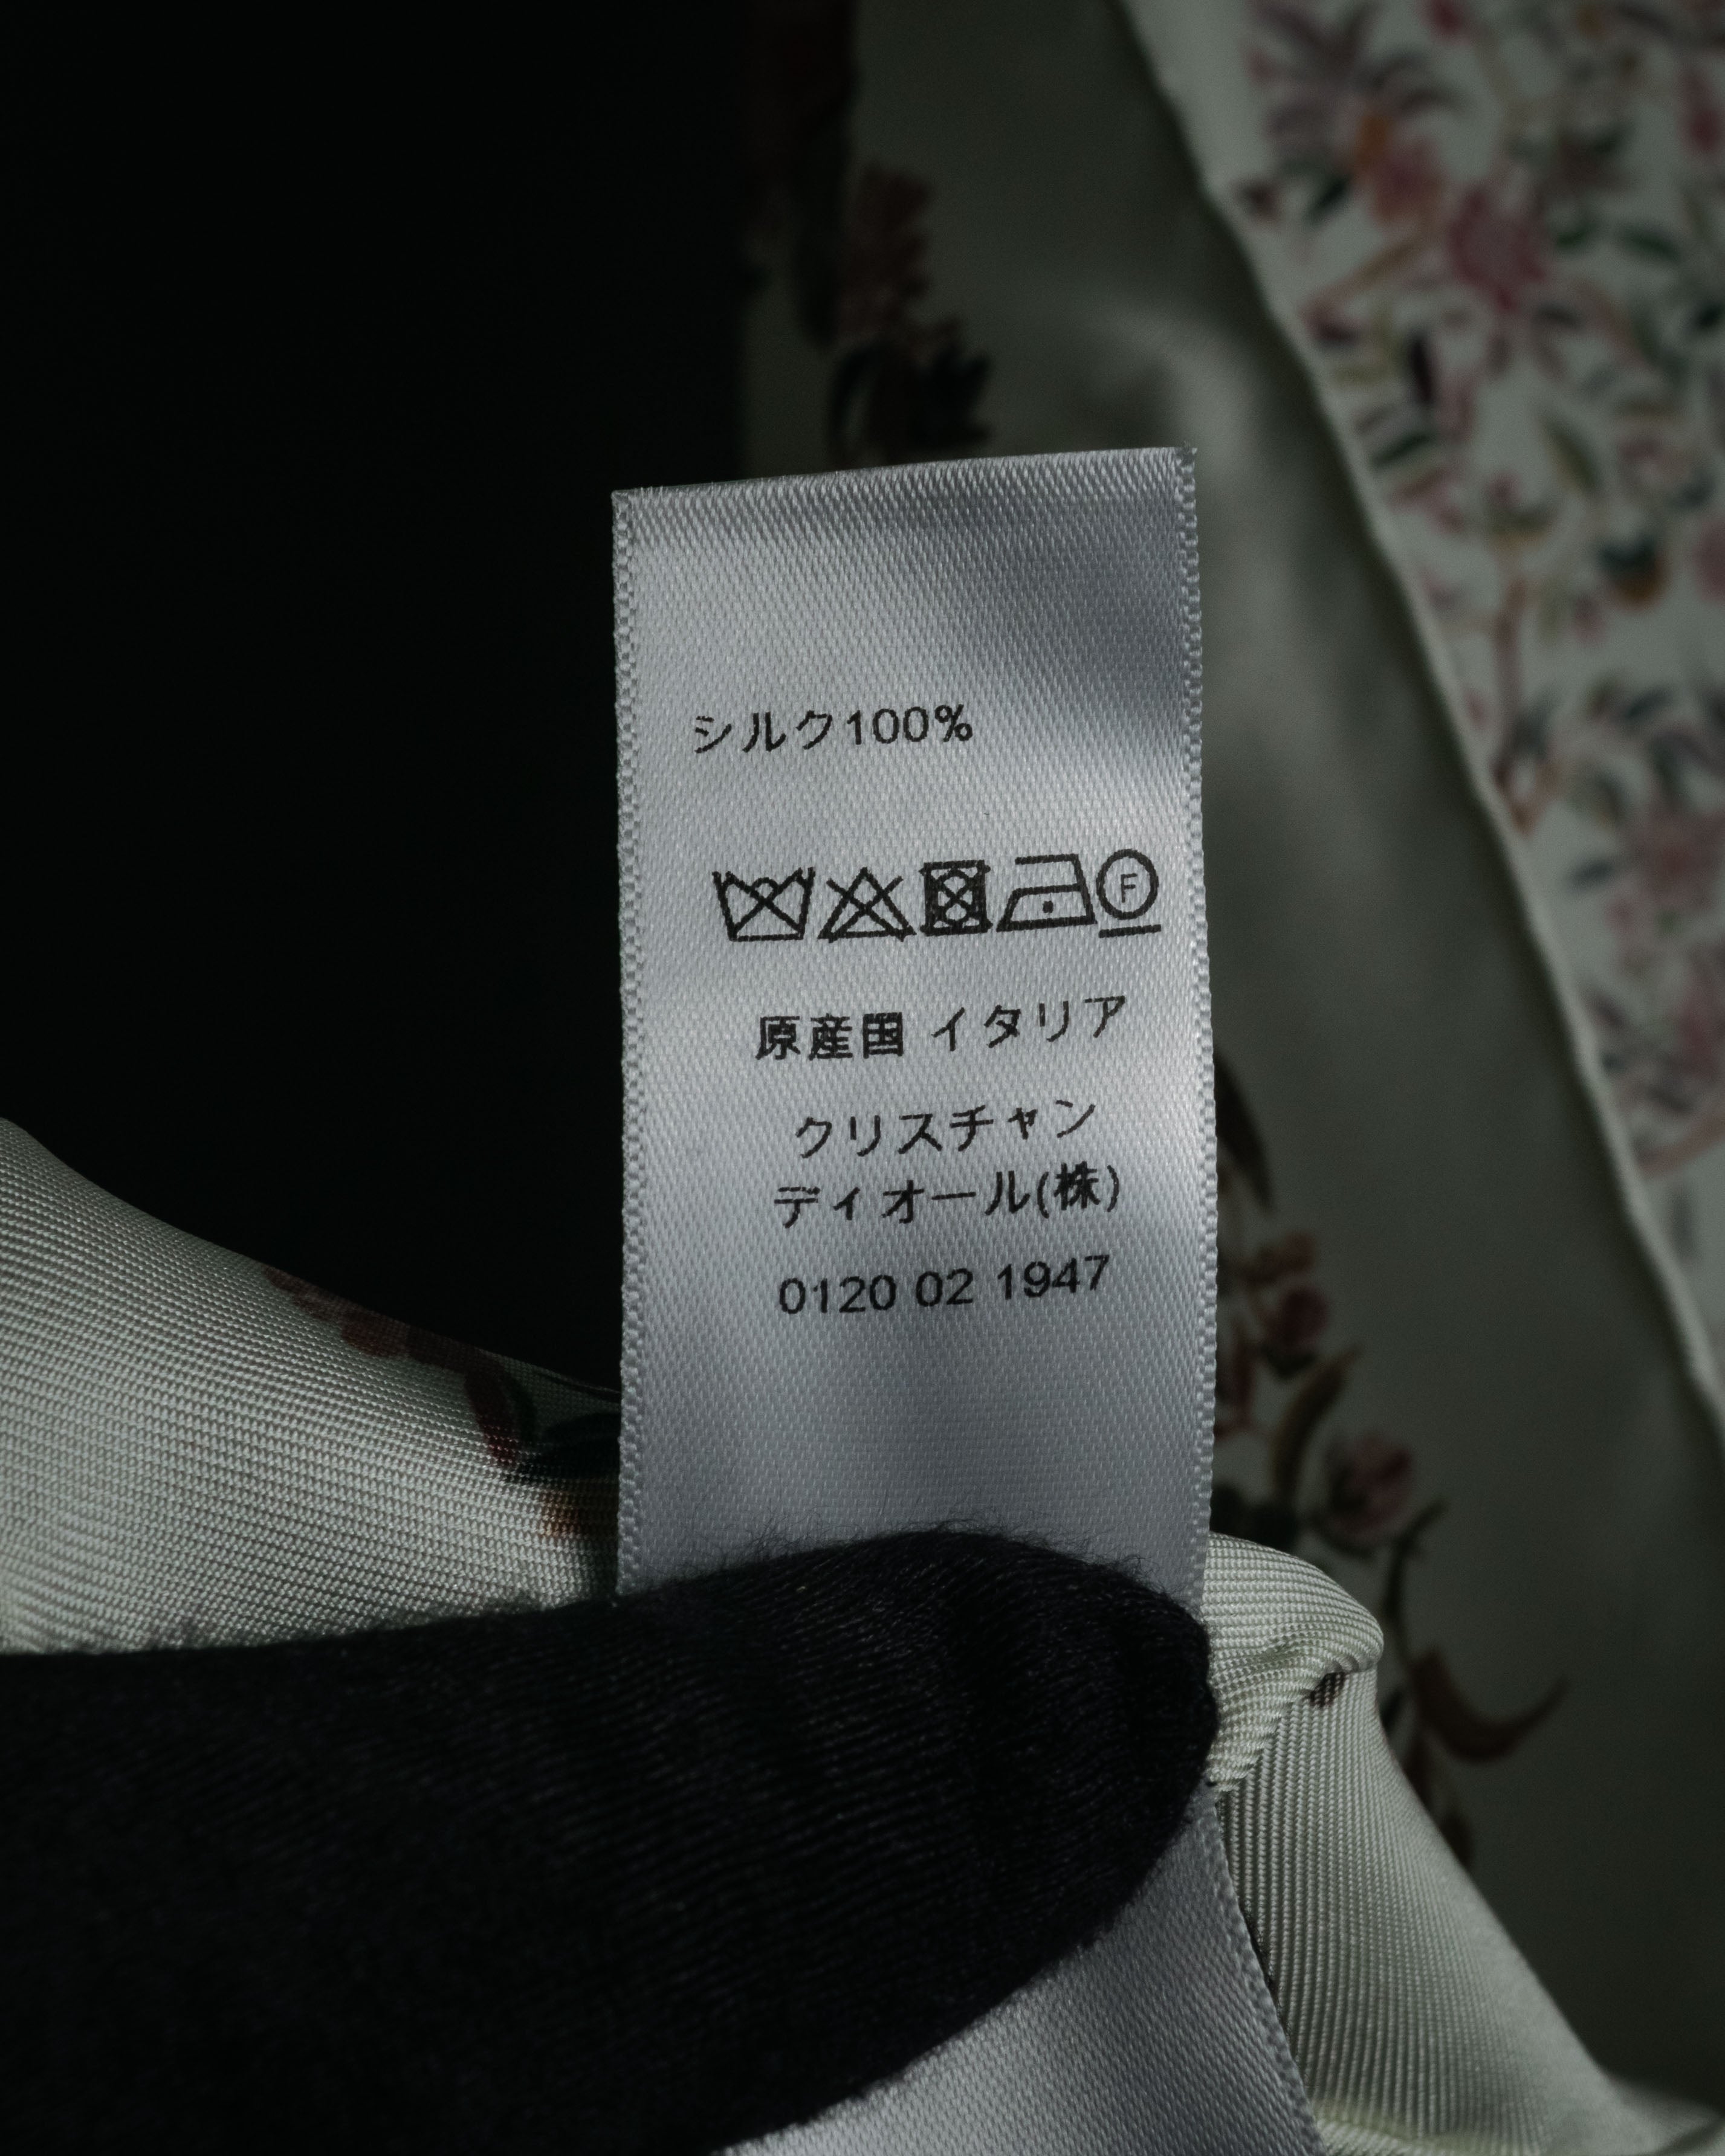 シルク100%
F
原産国 イタリア
クリスチャン
ディオール(株)
0120 02 1947